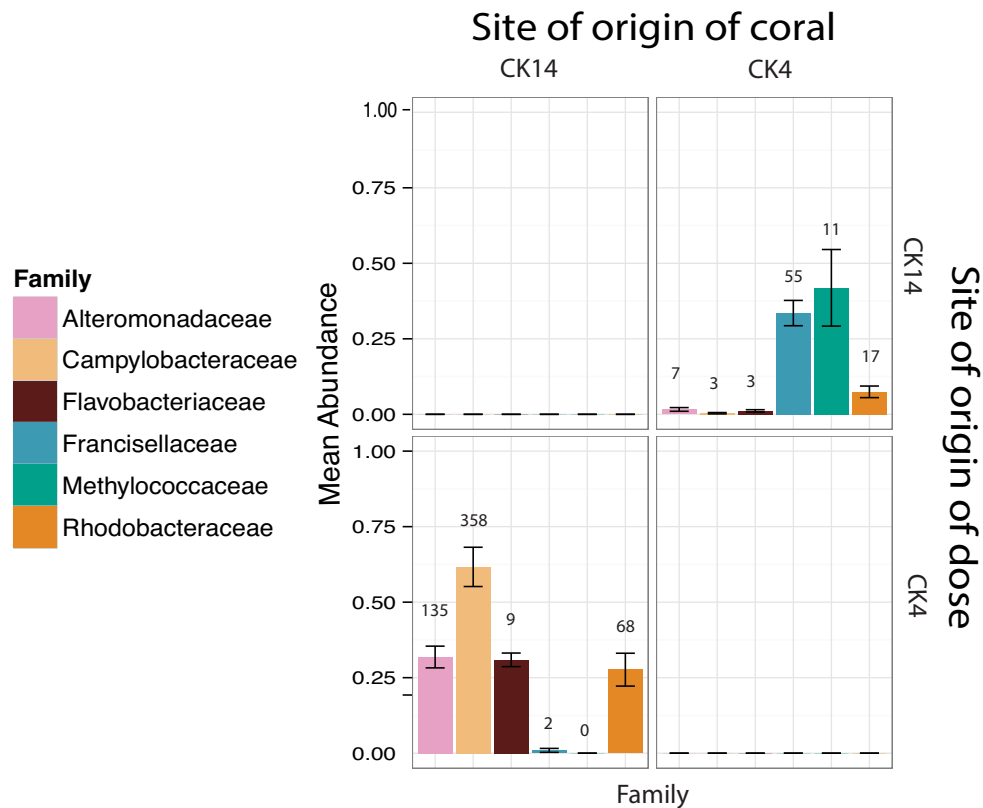 Site of origin of coral
CK14
CK4
Family
Alteromonadaceae
Campylobacteraceae
Flavobacteriaceae
Francisellaceae
Methylococcaceae
Rhodobacteraceae
Mean Abundance
1.00
0.75
0.50
0.25
0.00
7
3
3
55
11
17
CK14
1.00
0.75
0.50
0.25
0.00
135
358
9
2
0
68
CK4
Site of origin of dose
Family